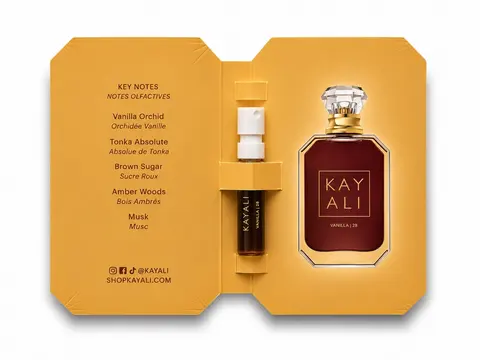 KEY NOTES
NOTES OLFACTIVES
Vanilla Orchid
Orchidée Vanille
Tonka Absolute
Absolue de Tonka
Brown Sugar
Sucre Roux
Amber Woods
Bois Ambrés
Musk
Musc
@KAYALI
SHOPKAYALI.COM
KAYALI
VANILLA | 28
KAY
ALI
VANILLA | 28